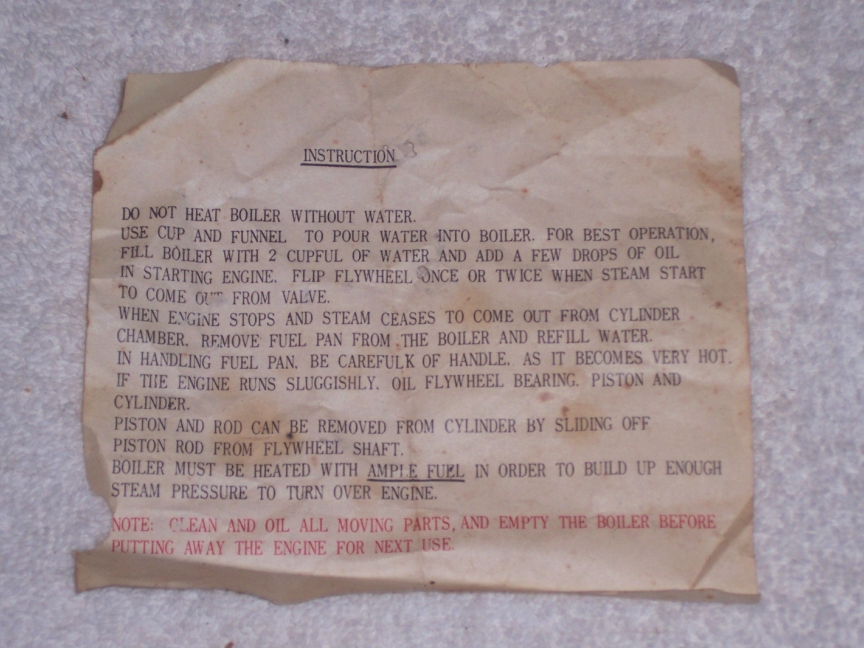 INSTRUCTION
DO NOT HEAT BOILER WITHOUT WATER.
USE CUP AND FUNNEL TO POUR WATER INTO BOILER. FOR BEST OPERATION,
FILL BOILER WITH 2 CUPFUL OF WATER AND ADD A FEW DROPS OF OIL
IN STARTING ENGINE. FLIP FLYWHEEL ONCE OR TWICE WHEN STEAM START
TO COME OUT FROM VALVE.
WHEN ENGINE STOPS AND STEAM CEASES TO COME OUT FROM CYLINDER
CHAMBER. REMOVE FUEL PAN FROM THE BOILER AND REFILL WATER.
IN HANDLING FUEL PAN. BE CAREFULK OF HANDLE. AS IT BECOMES VERY HOT.
IF THE ENGINE RUNS SLUGGISHLY. OIL FLYWHEEL BEARING. PISTON AND
CYLINDER.
PISTON AND ROD CAN BE REMOVED FROM CYLINDER BY SLIDING OFF
PISTON ROD FROM FLYWHEEL SHAFT.
BOILER MUST BE HEATED WITH AMPLE FUEL IN ORDER TO BUILD UP ENOUGH
STEAM PRESSURE TO TURN OVER ENGINE.
NOTE: CLEAN AND OIL ALL MOVING PARTS, AND EMPTY THE BOILER BEFORE
PUTTING AWAY THE ENGINE FOR NEXT USE.